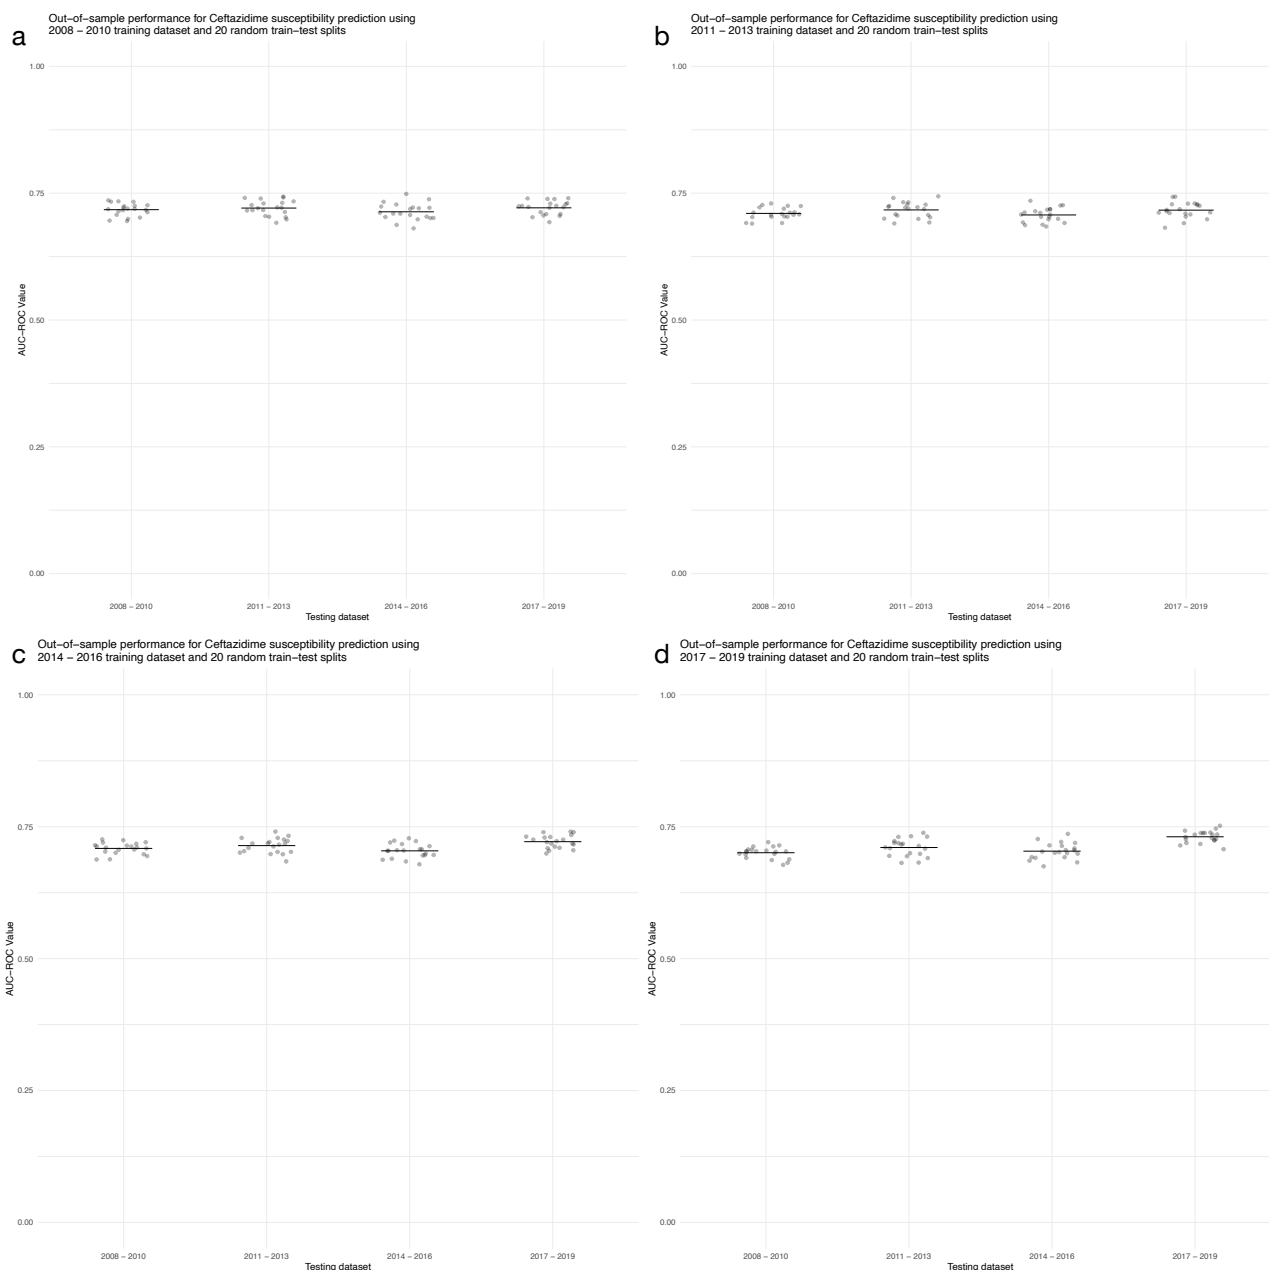 a
Out−of−sample performance for Ceftazidime susceptibility prediction using
2008 − 2010 training dataset and 20 random train−test splits
1.00
0.75
0.50
0.25
0.00
AUC−ROC Value
2008 − 2010
2011 − 2013
2014 − 2016
2017 − 2019
Testing dataset
b
Out−of−sample performance for Ceftazidime susceptibility prediction using
2011 − 2013 training dataset and 20 random train−test splits
1.00
0.75
0.50
0.25
0.00
AUC−ROC Value
2008 − 2010
2011 − 2013
2014 − 2016
2017 − 2019
Testing dataset
c
Out−of−sample performance for Ceftazidime susceptibility prediction using
2014 − 2016 training dataset and 20 random train−test splits
1.00
0.75
0.50
0.25
0.00
AUC−ROC Value
2008 − 2010
2011 − 2013
2014 − 2016
2017 − 2019
Testing dataset
d
Out−of−sample performance for Ceftazidime susceptibility prediction using
2017 − 2019 training dataset and 20 random train−test splits
1.00
0.75
0.50
0.25
0.00
AUC−ROC Value
2008 − 2010
2011 − 2013
2014 − 2016
2017 − 2019
Testing dataset